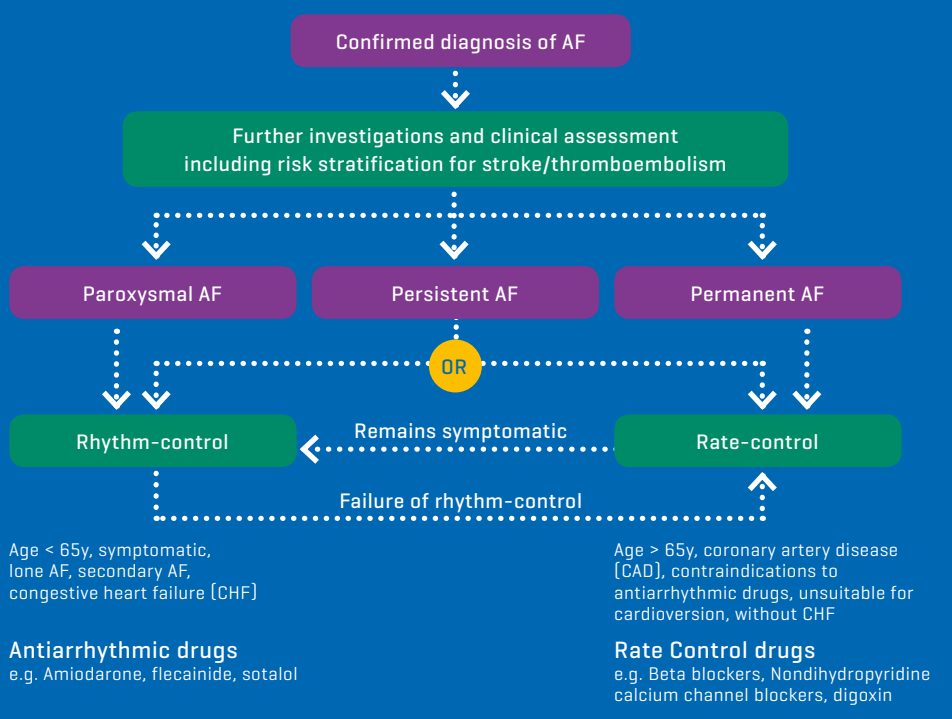 Confirmed diagnosis of AF
Further investigations and clinical assessment
including risk stratification for stroke/thromboembolism
Paroxysmal AF
Persistent AF
Permanent AF
OR
Rhythm-control
Remains symptomatic
Rate-control
Failure of rhythm-control
Age < 65y, symptomatic,
lone AF, secondary AF,
congestive heart failure (CHF)
Antiarrhythmic drugs
e.g. Amiodarone, flecainide, sotalol
Age > 65y, coronary artery disease
(CAD), contraindications to
antiarrhythmic drugs, unsuitable for
cardioversion, without CHF
Rate Control drugs
e.g. Beta blockers, Nondihydropyridine
calcium channel blockers, digoxin